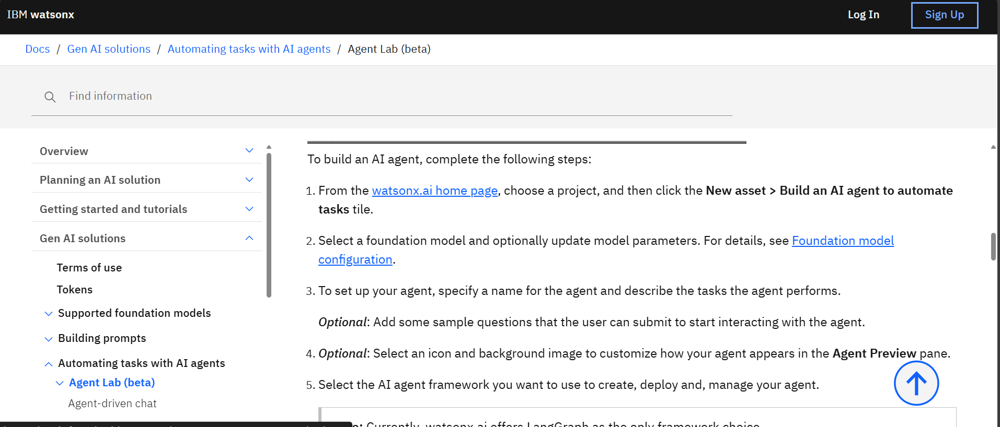 IBM watsonx
Log In
Sign Up
Docs / Gen AI solutions / Automating tasks with AI agents / Agent Lab (beta)
Find information
Overview
Planning an AI solution
Getting started and tutorials
Gen AI solutions
Terms of use
Tokens
Supported foundation models
Building prompts
Automating tasks with AI agents
Agent Lab (beta)
Agent-driven chat
To build an AI agent, complete the following steps:
1. From the watsonx.ai home page, choose a project, and then click the New asset > Build an AI agent to automate
tasks tile.
2. Select a foundation model and optionally update model parameters. For details, see Foundation model
configuration.
3. To set up your agent, specify a name for the agent and describe the tasks the agent performs.
Optional: Add some sample questions that the user can submit to start interacting with the agent.
4. Optional: Select an icon and background image to customize how your agent appears in the Agent Preview pane.
5. Select the AI agent framework you want to use to create, deploy and, manage your agent.
Currently, watsonx.ai offers LangGraph as the only framework choice.